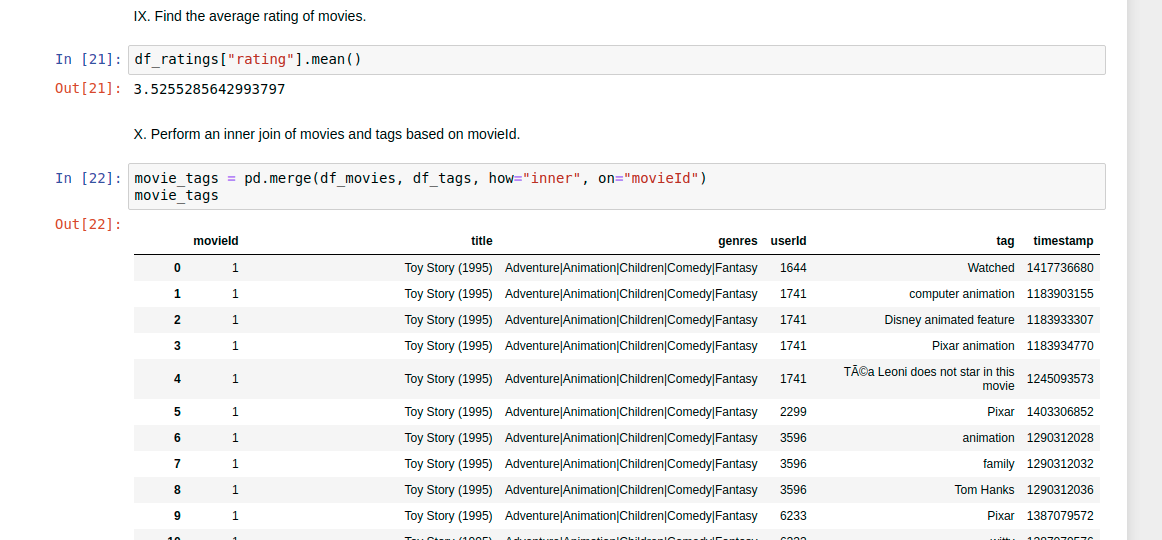 IX. Find the average rating of movies.
In [21]: df_ratings["rating"].mean()
Out[21]: 3.5255285642993797
X. Perform an inner join of movies and tags based on movieId.
In [22]: movie_tags = pd.merge(df_movies, df_tags, how="inner", on="movieId")
movie_tags
Out[22]:
movieId title genres userId tag timestamp
0 1 Toy Story (1995) Adventure|Animation|Children|Comedy|Fantasy 1644 Watched 1417736680
1 1 Toy Story (1995) Adventure|Animation|Children|Comedy|Fantasy 1741 computer animation 1183903155
2 1 Toy Story (1995) Adventure|Animation|Children|Comedy|Fantasy 1741 Disney animated feature 1183933307
3 1 Toy Story (1995) Adventure|Animation|Children|Comedy|Fantasy 1741 Pixar animation 1183934770
4 1 Toy Story (1995) Adventure|Animation|Children|Comedy|Fantasy 1741 TÃ©a Leoni does not star in this movie 1245093573
5 1 Toy Story (1995) Adventure|Animation|Children|Comedy|Fantasy 2299 Pixar 1403306852
6 1 Toy Story (1995) Adventure|Animation|Children|Comedy|Fantasy 3596 animation 1290312028
7 1 Toy Story (1995) Adventure|Animation|Children|Comedy|Fantasy 3596 family 1290312032
8 1 Toy Story (1995) Adventure|Animation|Children|Comedy|Fantasy 3596 Tom Hanks 1290312036
9 1 Toy Story (1995) Adventure|Animation|Children|Comedy|Fantasy 6233 Pixar 1387079572